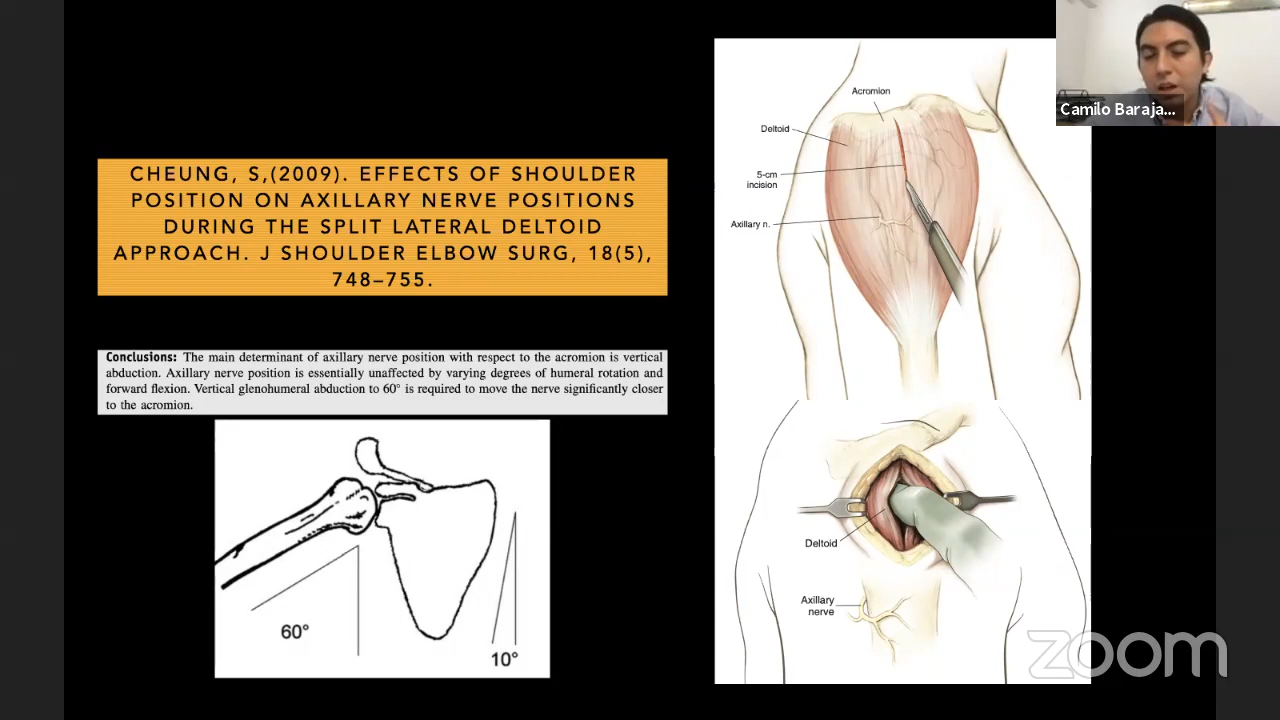 CHEUNG, S,(2009). EFFECTS OF SHOULDER
POSITION ON AXILLARY NERVE POSITIONS
DURING THE SPLIT LATERAL DELTOID
APPROACH. J SHOULDER ELBOW SURG, 18(5),
748–755.
Conclusions: The main determinant of axillary nerve position with respect to the acromion is vertical
abduction. Axillary nerve position is essentially unaffected by varying degrees of humeral rotation and
forward flexion. Vertical glenohumeral abduction to 60° is required to move the nerve significantly closer
to the acromion.
60°
10°
Acromion
Deltoid
5-cm
incision
Axillary n.
Deltoid
Axillary
nerve
Camilo Baraja...
zoom